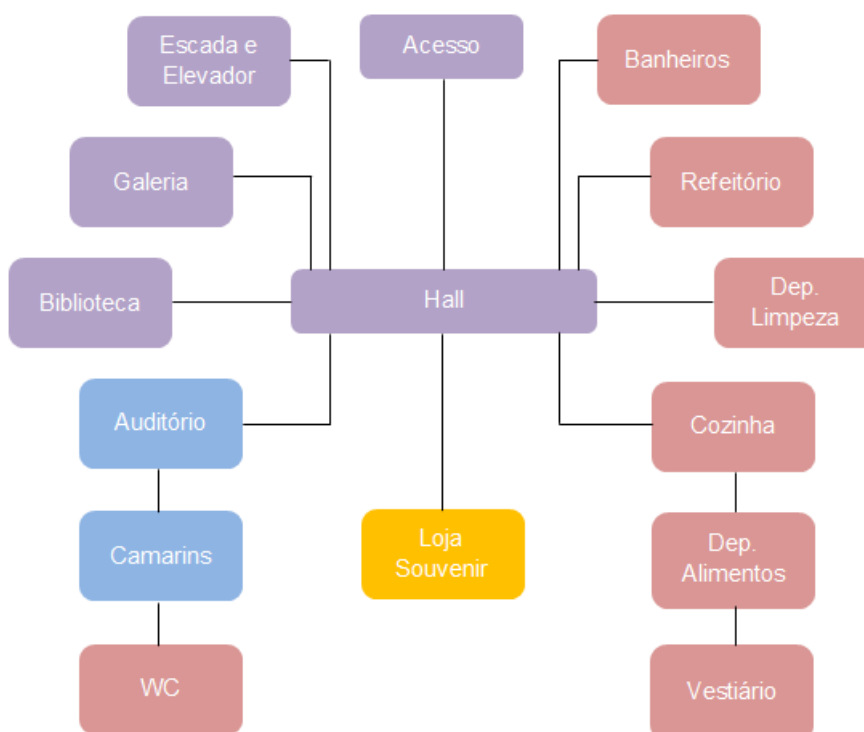 Escada e
Elevador
Acesso
Banheiros
Galeria
Refeitório
Biblioteca
Hall
Dep.
Limpeza
Auditório
Cozinha
Camarins
Loja
Souvenir
Dep.
Alimentos
WC
Vestiário